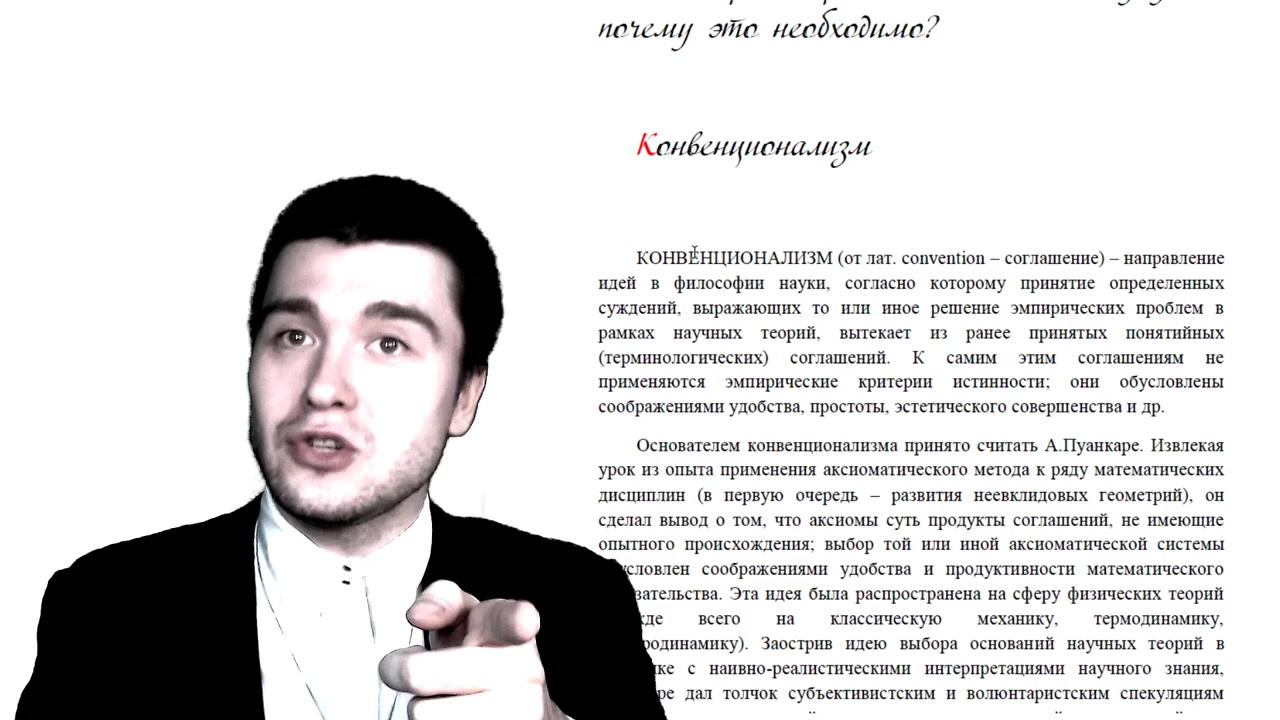 почему это необходимо?
Конвенционализм
КОНВЕНЦИОНАЛИЗМ (от лат. convention – соглашение) – направление
идей в философии науки, согласно которому принятие определенных
суждений, выражающих то или иное решение эмпирических проблем в
рамках научных теорий, вытекает из ранее принятых понятийных
(терминологических) соглашений. К самим этим соглашениям не
применяются эмпирические критерии истинности; они обусловлены
соображениями удобства, простоты, эстетического совершенства и др.
Основателем конвенционализма принято считать А.Пуанкаре. Извлекая
урок из опыта применения аксиоматического метода к ряду математических
дисциплин (в первую очередь – развития неевклидовых геометрий), он
сделал вывод о том, что аксиомы суть продукты соглашений, не имеющие
опытного происхождения; выбор той или иной аксиоматической системы
словлен соображениями удобства и продуктивности математического
зательства. Эта идея была распространена на сферу физических теорий
жде всего на классическую механику, термодинамику,
родинамику). Заострив идею выбора оснований научных теорий в
ике с наивно-реалистическими интерпретациями научного знания,
ре дал толчок субъективистским и волюнтаристским спекуляциям